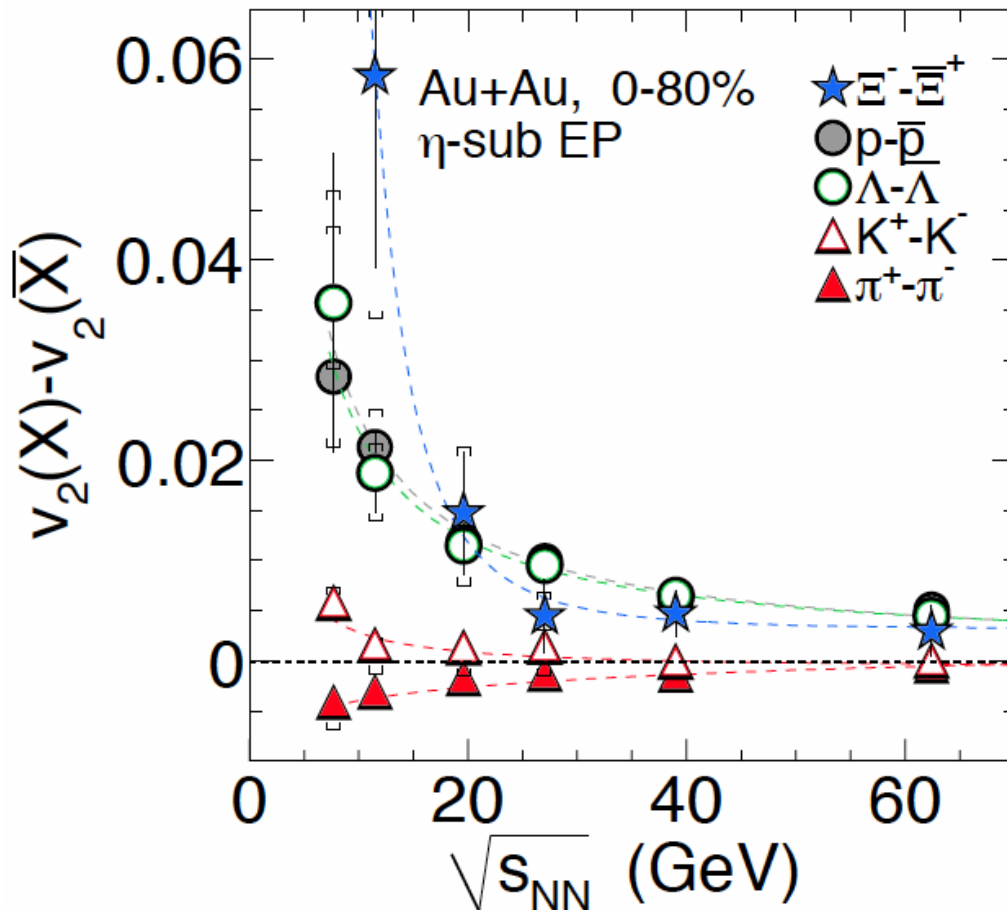 v₂(X)-v₂(X̅)
0.06
0.04
0.02
0
Au+Au, 0-80%
η-sub EP
Ξ⁻-Ξ̅⁺
p-p̅
Λ-Λ̅
K⁺-K⁻
π⁺-π⁻
0 20 40 60
√s_NN (GeV)